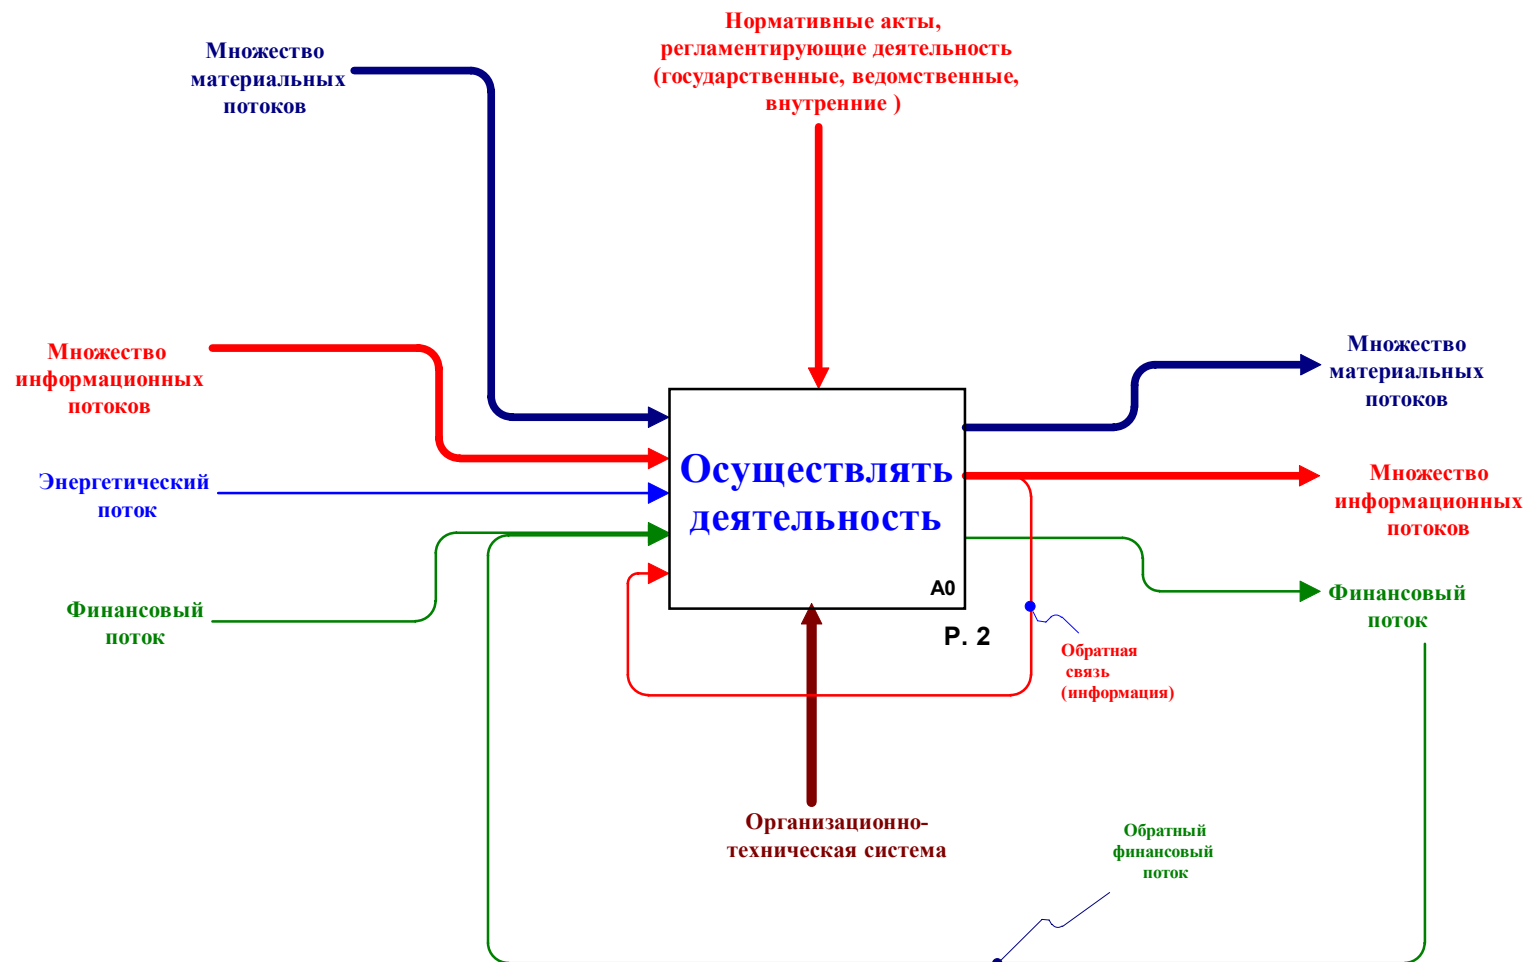 Нормативные акты,
регламентирующие деятельность
(государственные, ведомственные,
внутренние )
Множество
материальных
потоков
Множество
информационных
потоков
Энергетический
поток
Финансовый
поток
Осуществлять
деятельность
A0
P. 2
Множество
материальных
потоков
Множество
информационных
потоков
Финансовый
поток
Обратная
связь
(информация)
Организационно-
техническая система
Обратный
финансовый
поток